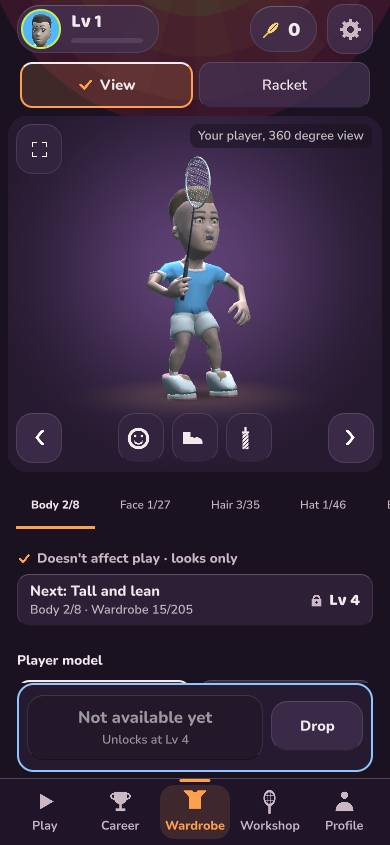 Lv 1
0
View
Racket
Your player, 360 degree view
Body 2/8
Face 1/27
Hair 3/35
Hat 1/46
Doesn't affect play · looks only
Next: Tall and lean
Body 2/8 · Wardrobe 15/205
Lv 4
Player model
Not available yet
Unlocks at Lv 4
Drop
Play
Career
Wardrobe
Workshop
Profile